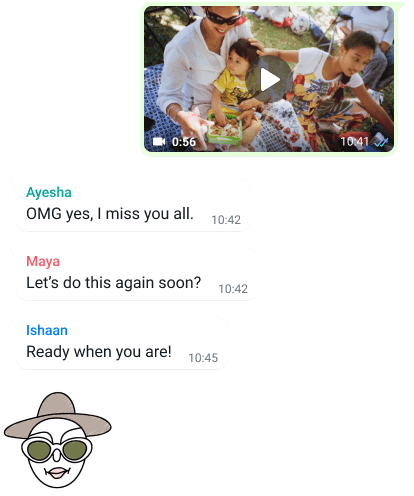 0:56 10:41
Ayesha
OMG yes, I miss you all. 10:42
Maya
Let’s do this again soon? 10:42
Ishaan
Ready when you are! 10:45